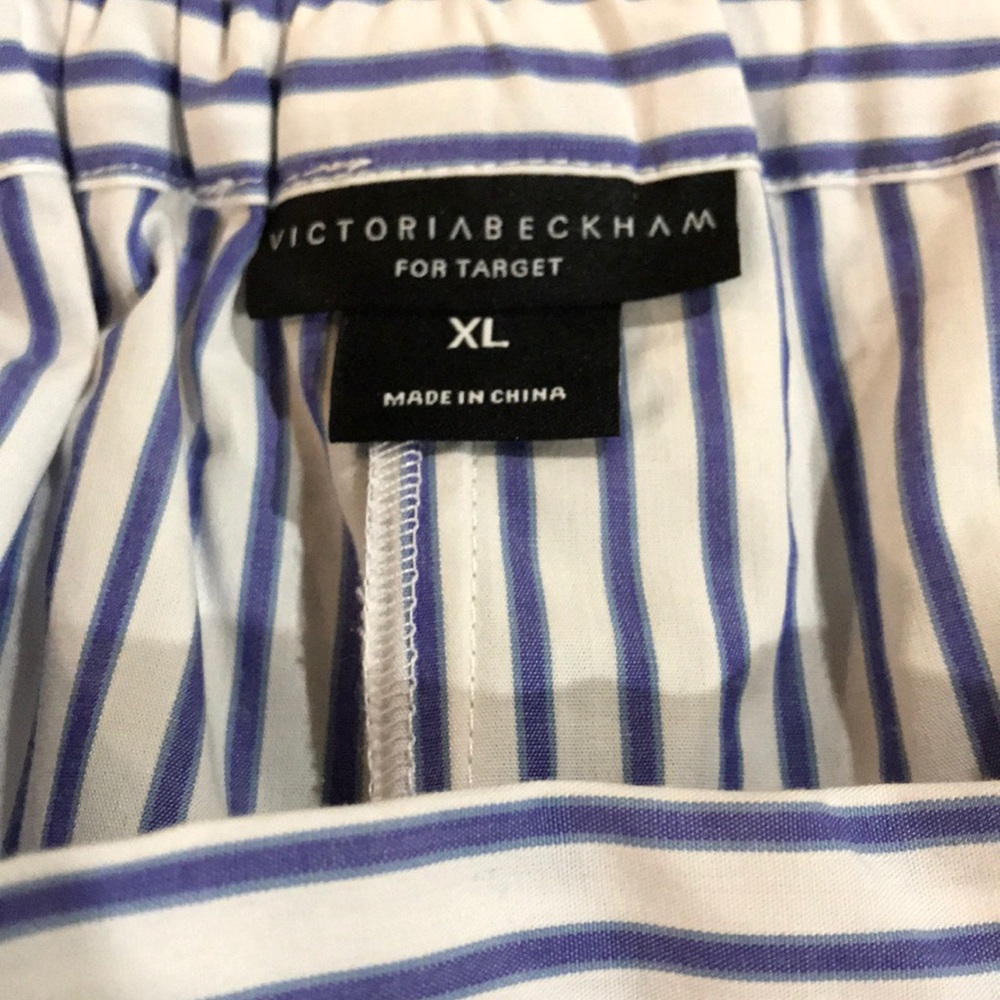 VICTORIABECKHAM
FOR TARGET
XL
MADE IN CHINA